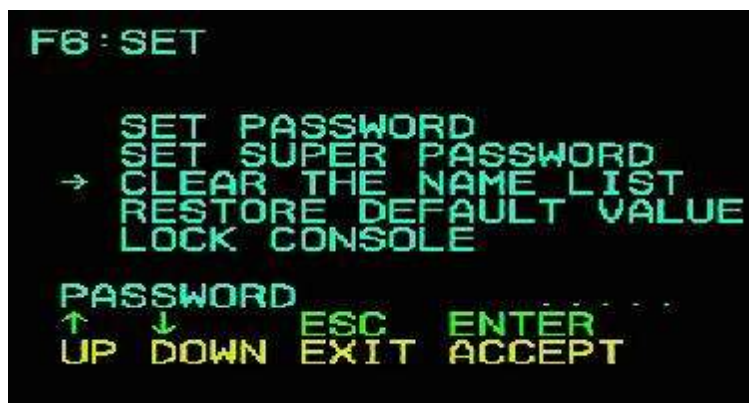 F6:SET
SET PASSWORD
SET SUPER PASSWORD
→ CLEAR THE NAME LIST
RESTORE DEFAULT VALUE
LOCK CONSOLE
PASSWORD . . . . .
↑ ↓ ESC ENTER
UP DOWN EXIT ACCEPT